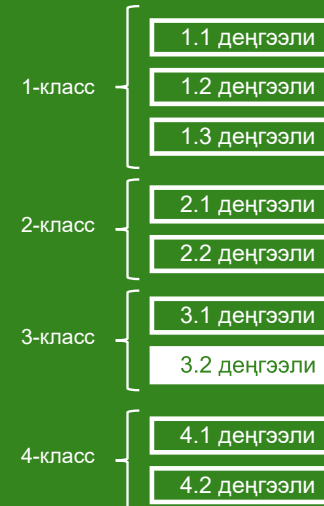 1-класс
1.1 деңгээли
1.2 деңгээли
1.3 деңгээли
2-класс
2.1 деңгээли
2.2 деңгээли
3-класс
3.1 деңгээли
3.2 деңгээли
4-класс
4.1 деңгээли
4.2 деңгээли